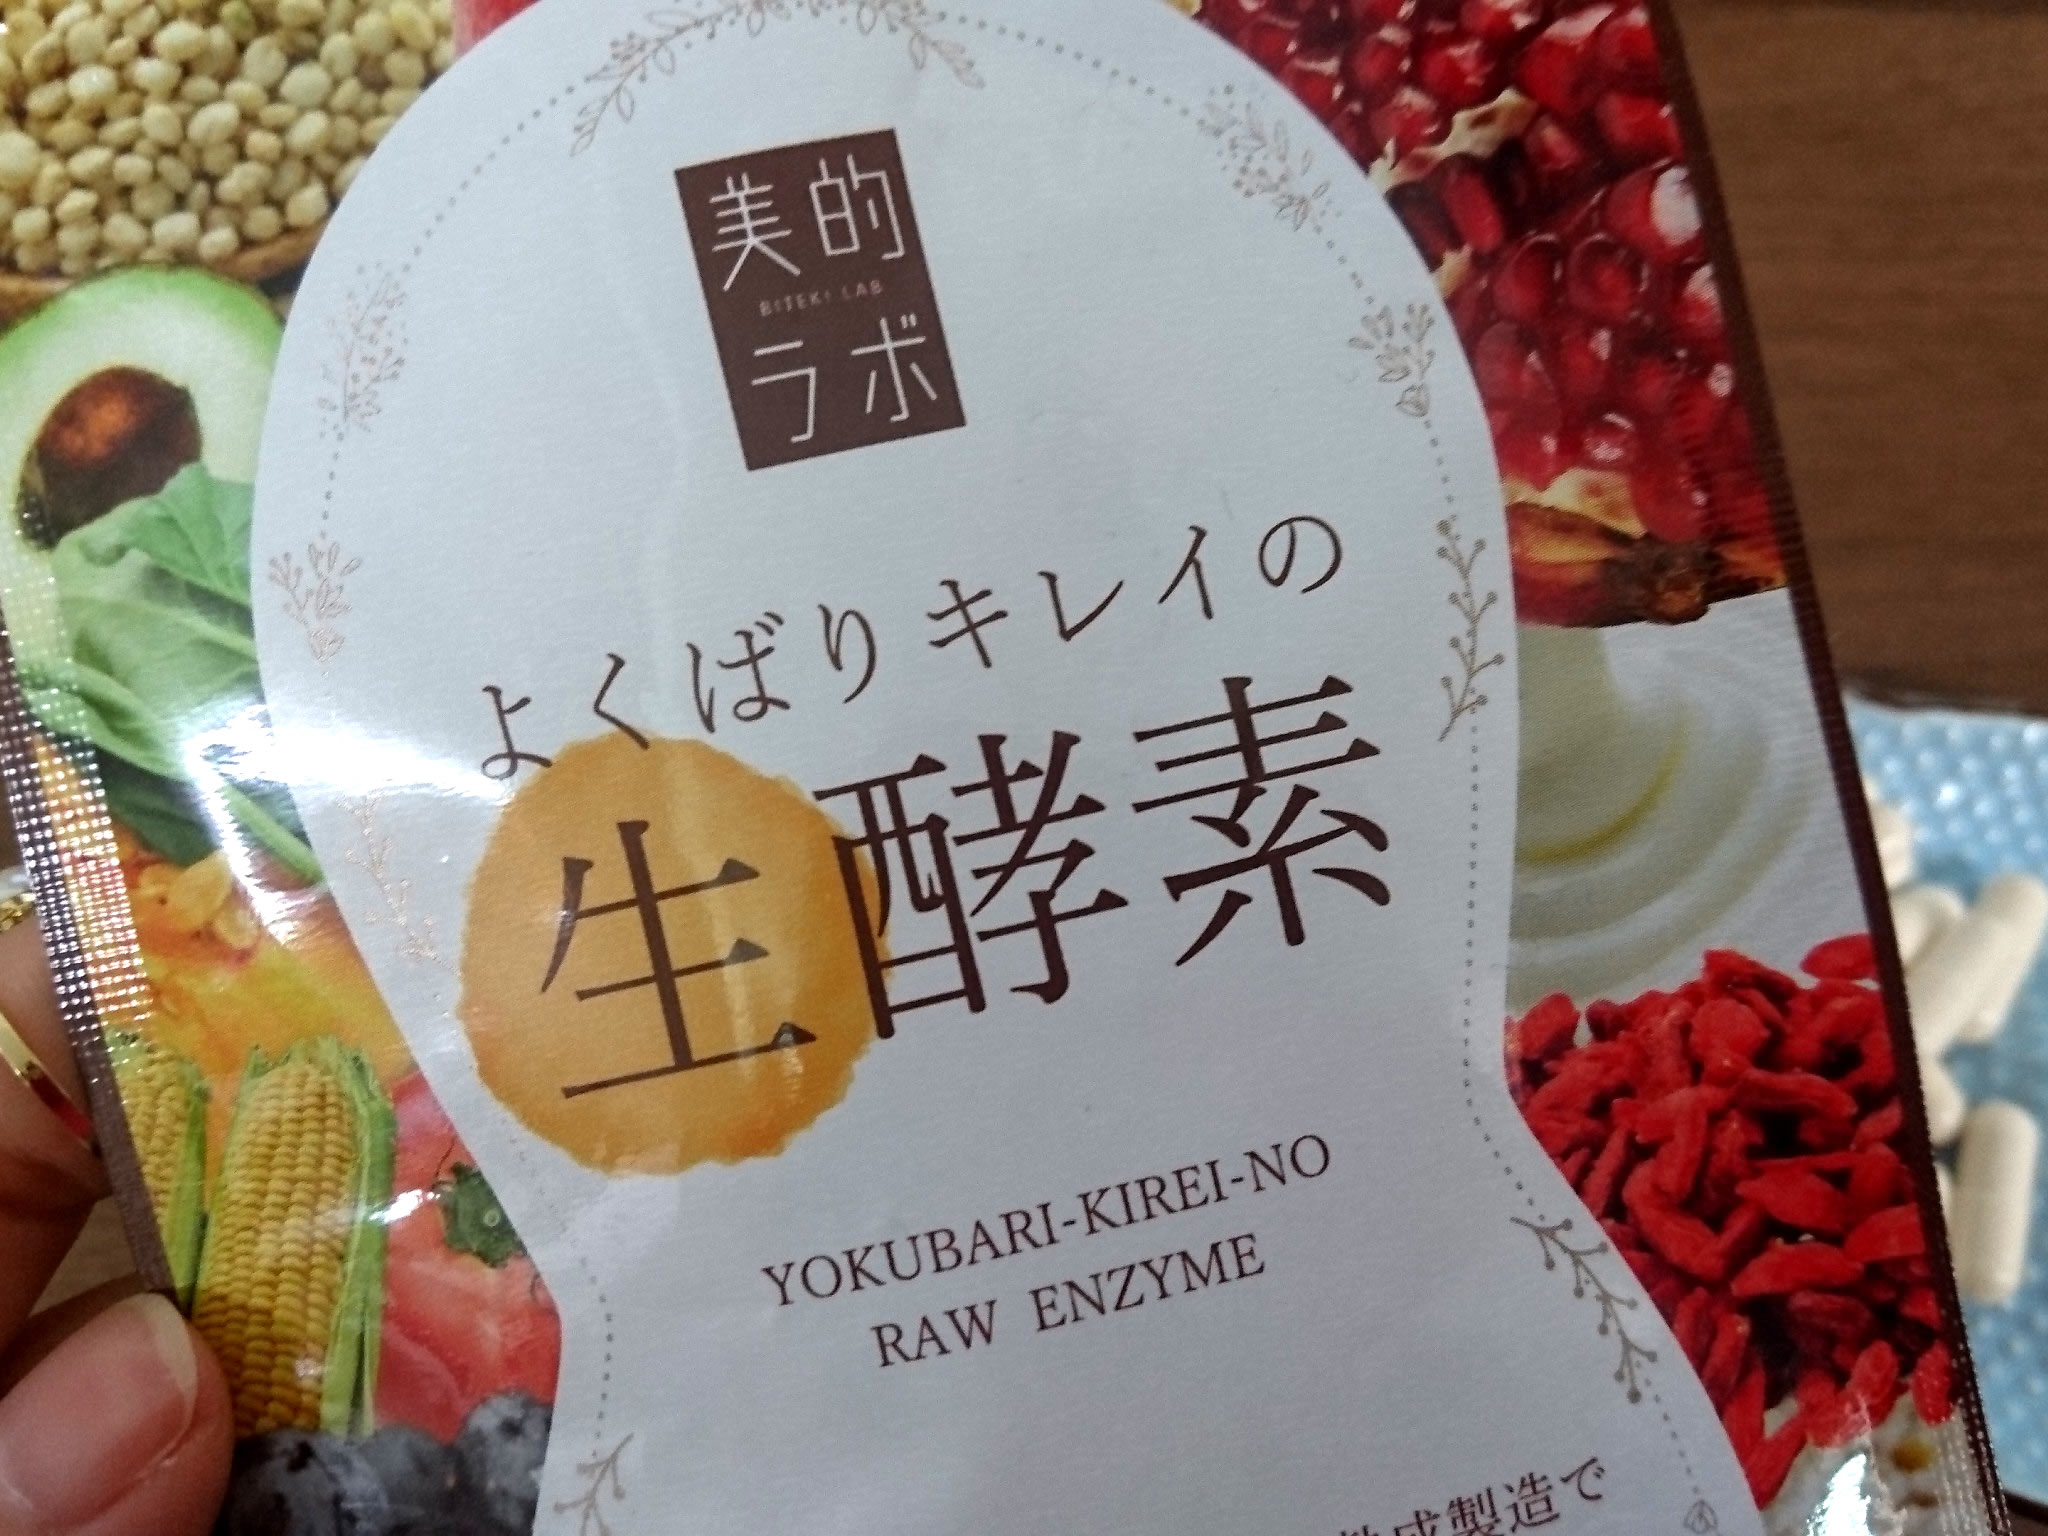 美的
BITEKI LAB
ラボ
よくばりキレイの
生酵素
YOKUBARI-KIREI-NO
RAW ENZYME
成製造で